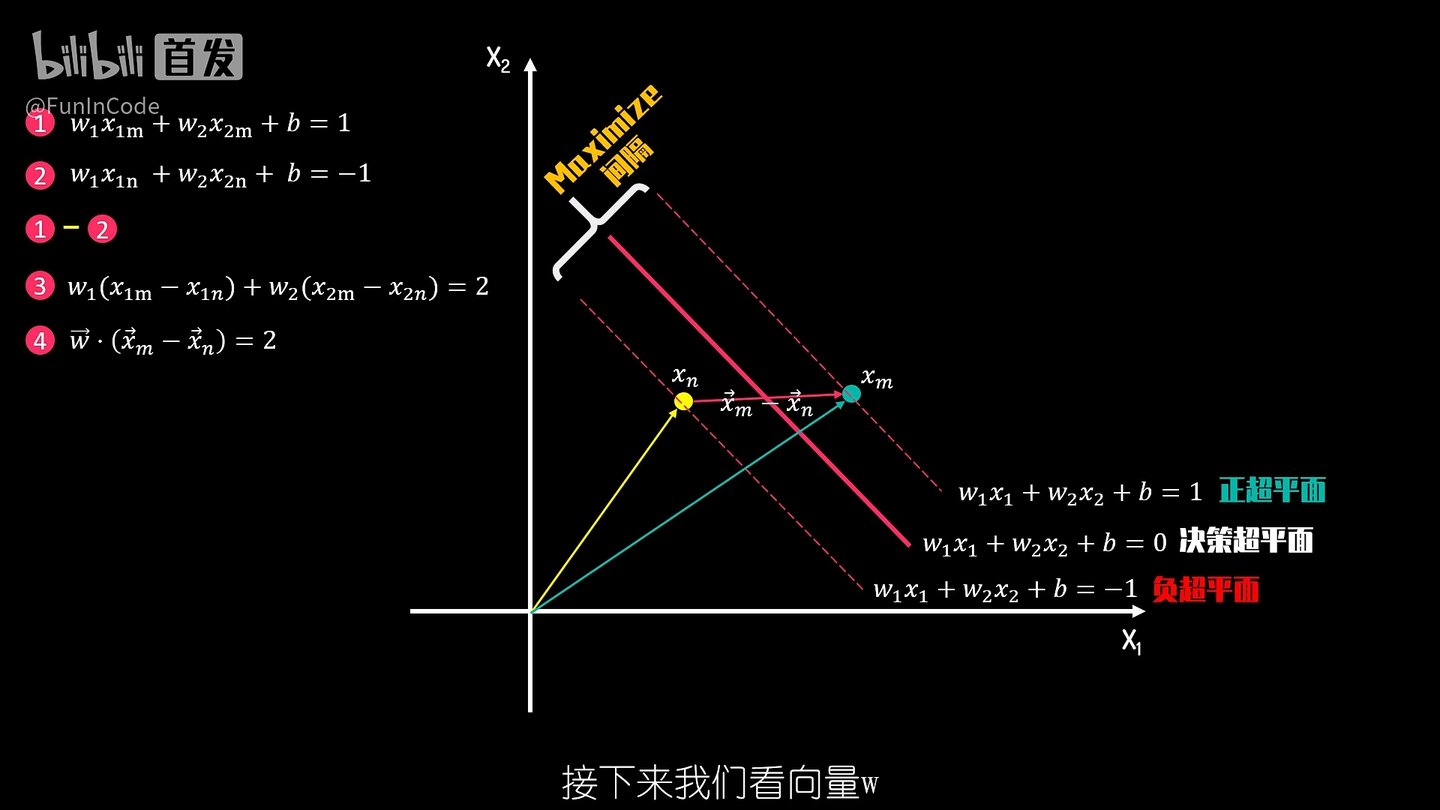 bilibili 首发
@FunInCode
1 w₁x₁ₘ + w₂x₂ₘ + b = 1
2 w₁x₁ₙ + w₂x₂ₙ + b = −1
1 − 2
3 w₁(x₁ₘ − x₁ₙ) + w₂(x₂ₘ − x₂ₙ) = 2
4 w⃗ · (x⃗ₘ − x⃗ₙ) = 2
X₂
Maximize
间隔
xₙ
xₘ
x⃗ₘ − x⃗ₙ
w₁x₁ + w₂x₂ + b = 1 正超平面
w₁x₁ + w₂x₂ + b = 0 决策超平面
w₁x₁ + w₂x₂ + b = −1 负超平面
X₁
接下来我们看向量w